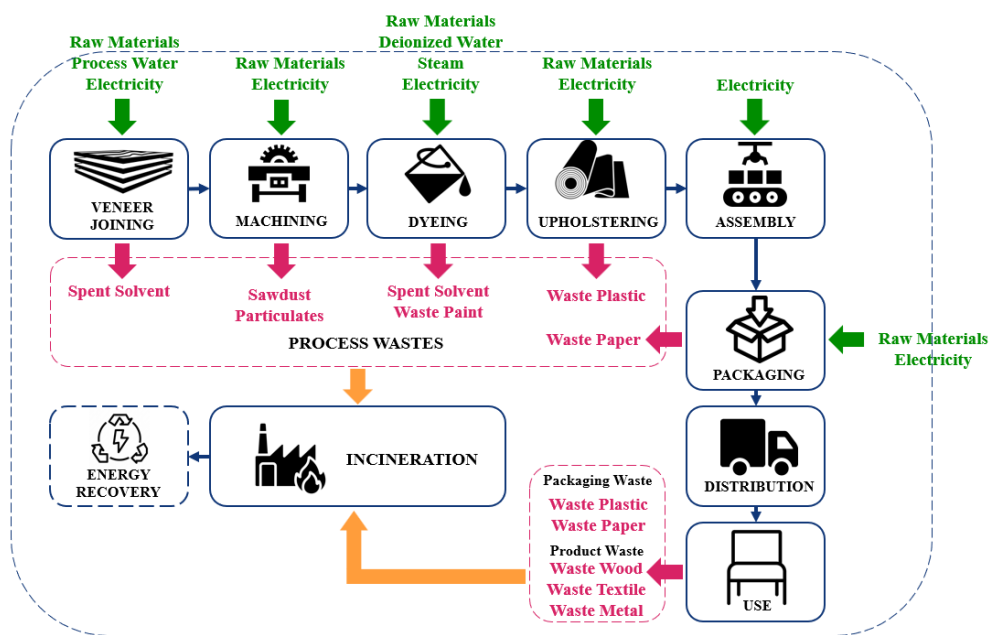 Raw Materials
Process Water
Electricity
Raw Materials
Electricity
Raw Materials
Deionized Water
Steam
Electricity
Raw Materials
Electricity
Electricity
VENEER
JOINING
MACHINING
DYEING
UPHOLSTERING
ASSEMBLY
Spent Solvent
Sawdust
Particulates
Spent Solvent
Waste Paint
Waste Plastic
Waste Paper
PROCESS WASTES
PACKAGING
Raw Materials
Electricity
ENERGY
RECOVERY
INCINERATION
DISTRIBUTION
Packaging Waste
Waste Plastic
Waste Paper
Product Waste
Waste Wood
Waste Textile
Waste Metal
USE